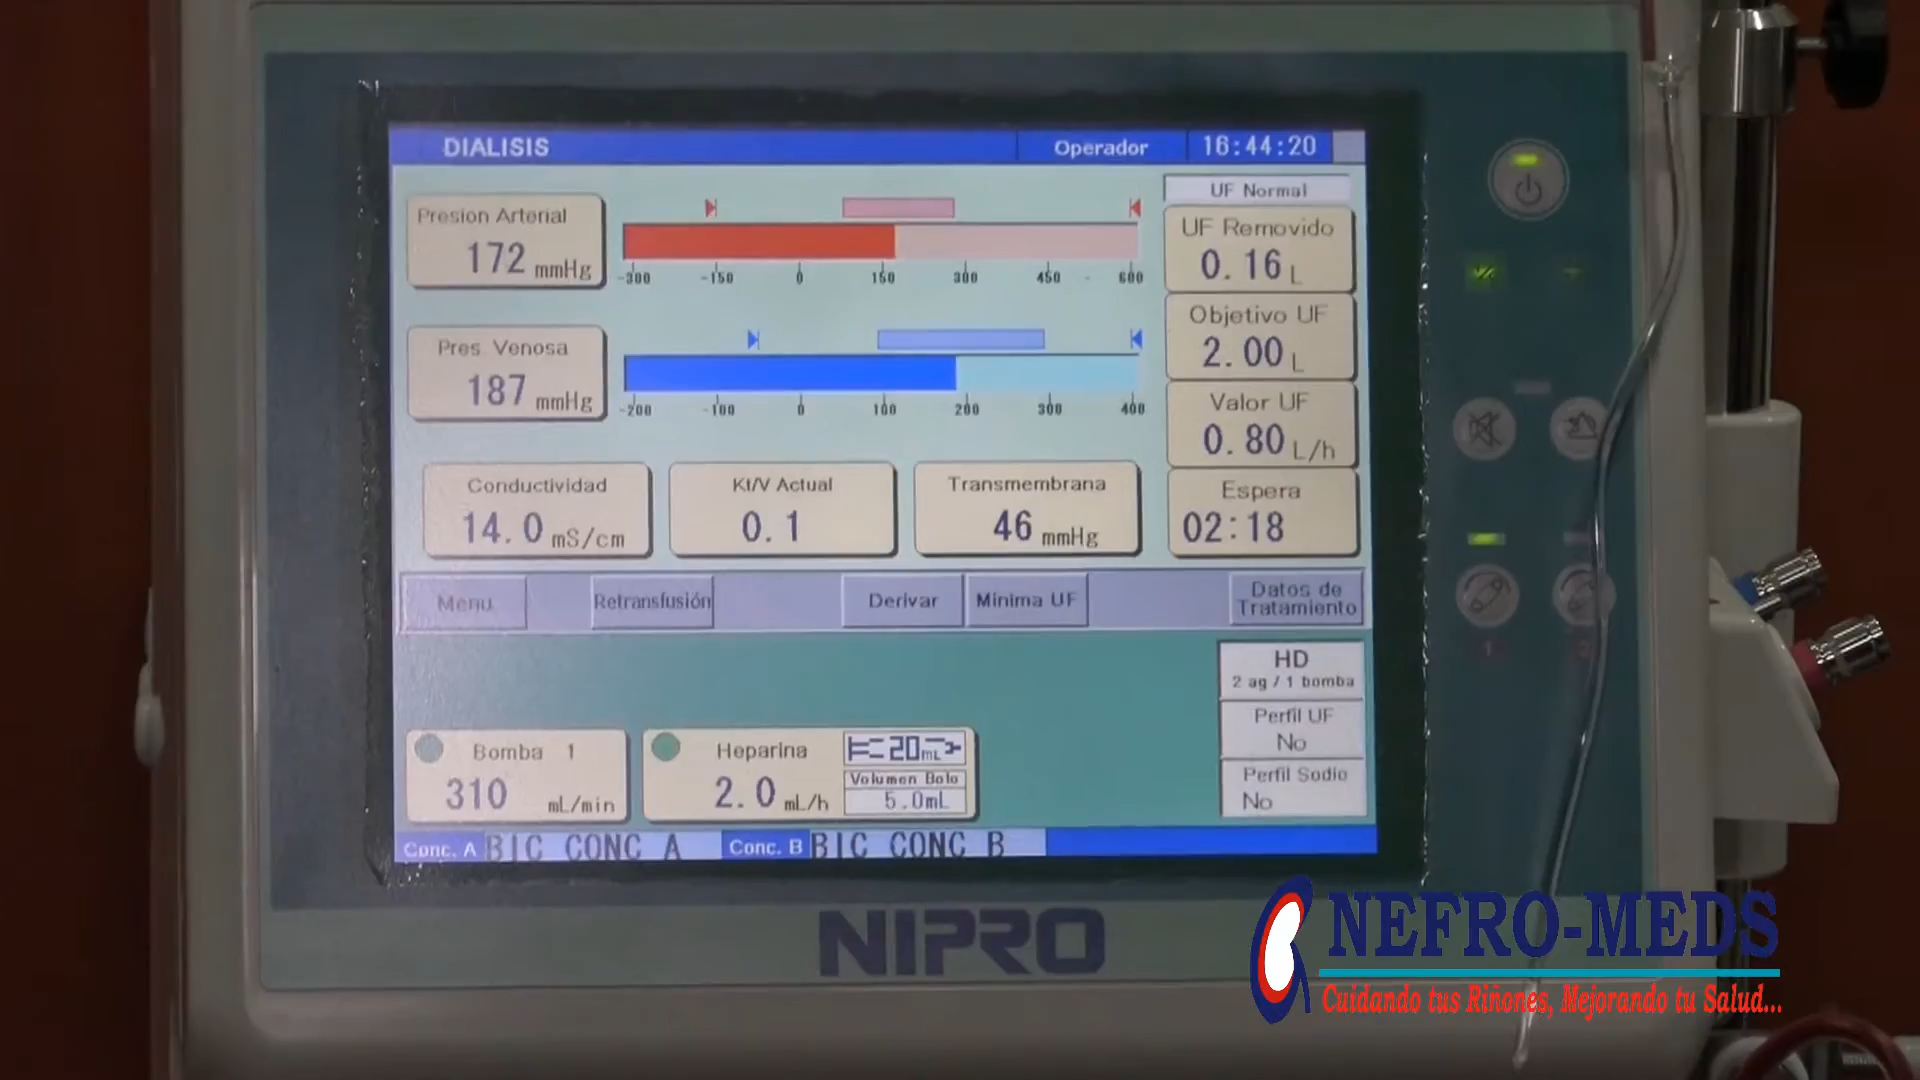 DIALISIS Operador 16:44:20
UF Normal
Presion Arterial
172 mmHg
-300 -150 0 150 300 450 600
UF Removido
0.16 L
Objetivo UF
2.00 L
Pres. Venosa
187 mmHg
-200 -100 0 100 200 300 400
Valor UF
0.80 L/h
Conductividad
14.0 mS/cm
Kt/V Actual
0.1
Transmembrana
46 mmHg
Espera
02:18
Menu Retransfusión Derivar Minima UF Datos de
Tratamiento
HD
2 ag / 1 bomba
Perfil UF
No
Perfil Sodio
No
Bomba 1
310 mL/min
Heparina
2.0 mL/h
20mL
Volumen Bolo
5.0mL
Conc. A BIC CONC A Conc. B BIC CONC B
1
2
NIPRO
NEFRO-MEDS
Cuidando tus Riñones, Mejorando tu Salud...